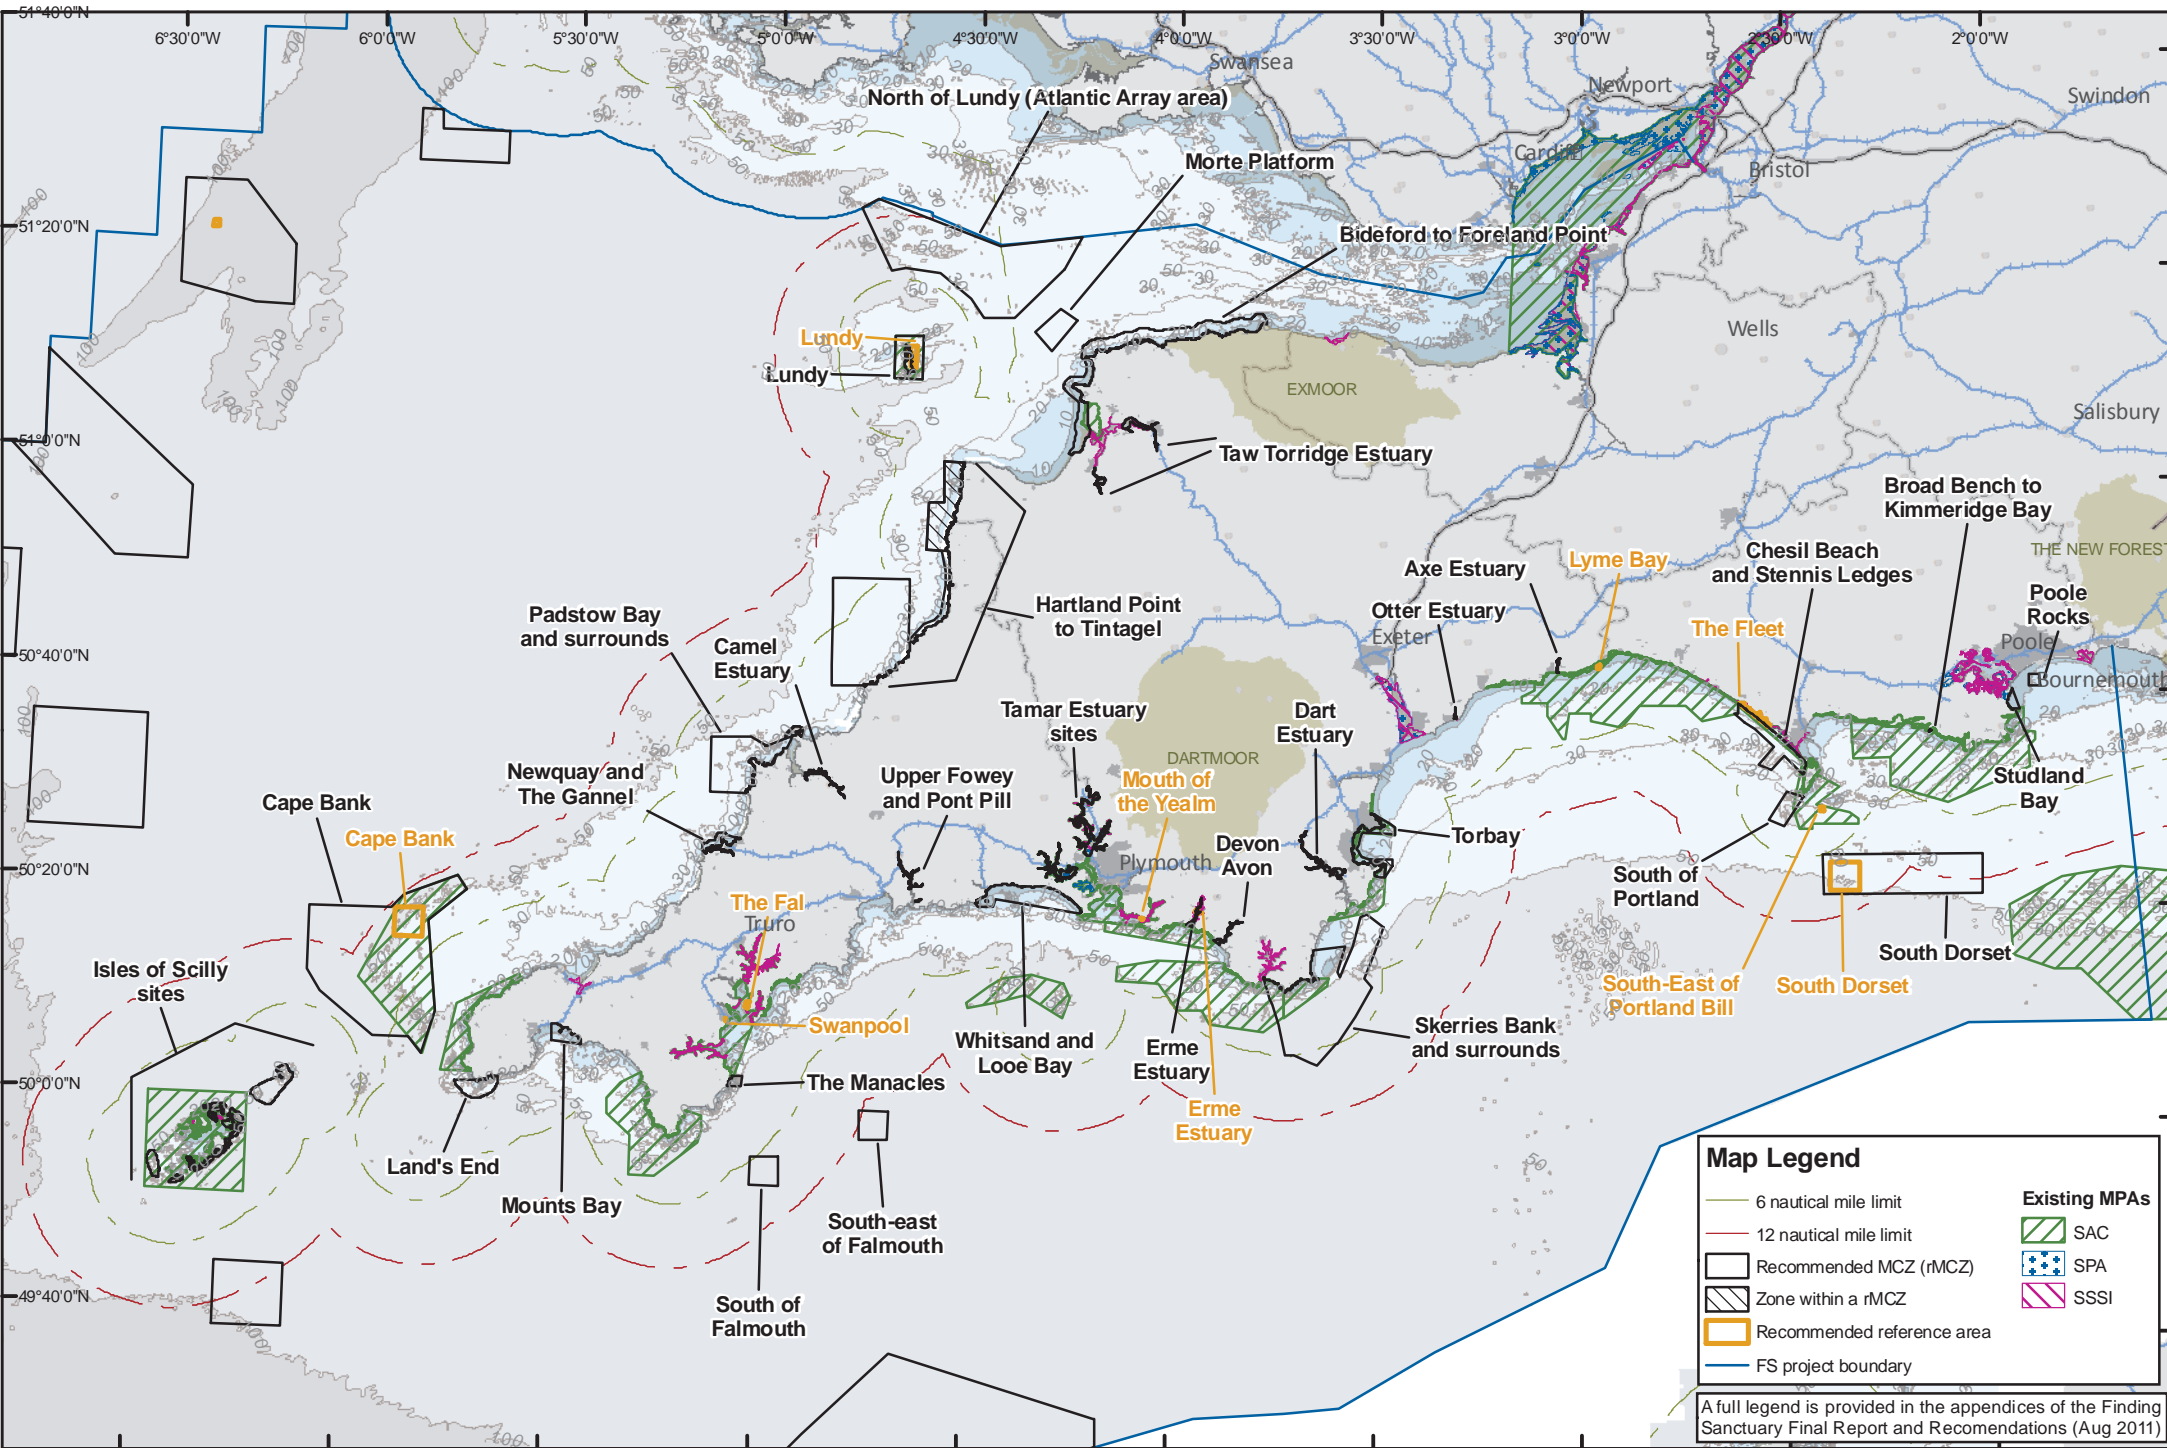 51°40'0"N
6°30'0"W
6°0'0"W
5°30'0"W
5°0'0"W
4°30'0"W
4°0'0"W
3°30'0"W
3°0'0"W
2°30'0"W
2°0'0"W
Swansea
Newport
Swindon
North of Lundy (Atlantic Array area)
Morte Platform
Cardiff
Bristol
51°20'0"N
Bideford to Foreland Point
Wells
Lundy
Lundy
EXMOOR
Salisbury
51°0'0"N
Taw Torridge Estuary
Broad Bench to
Kimmeridge Bay
THE NEW FOREST
Chesil Beach
and Stennis Ledges
Lyme Bay
Axe Estuary
Poole
Rocks
Padstow Bay
and surrounds
Hartland Point
to Tintagel
Otter Estuary
Exeter
The Fleet
Poole
Camel
Estuary
50°40'0"N
Bournemouth
Tamar Estuary
sites
Dart
Estuary
DARTMOOR
Newquay and
The Gannel
Upper Fowey
and Pont Pill
Mouth of
the Yealm
Studland
Bay
Cape Bank
Cape Bank
Torbay
Devon
Avon
Plymouth
50°20'0"N
South of
Portland
The Fal
Truro
South Dorset
Isles of Scilly
sites
South-East of
Portland Bill
South Dorset
Swanpool
Whitsand and
Looe Bay
Erme
Estuary
Skerries Bank
and surrounds
50°0'0"N
The Manacles
Erme
Estuary
Land's End
Mounts Bay
South-east
of Falmouth
49°40'0"N
South of
Falmouth
Map Legend
6 nautical mile limit
12 nautical mile limit
Recommended MCZ (rMCZ)
Zone within a rMCZ
Recommended reference area
FS project boundary
Existing MPAs
SAC
SPA
SSSI
A full legend is provided in the appendices of the Finding
Sanctuary Final Report and Recomendations (Aug 2011)